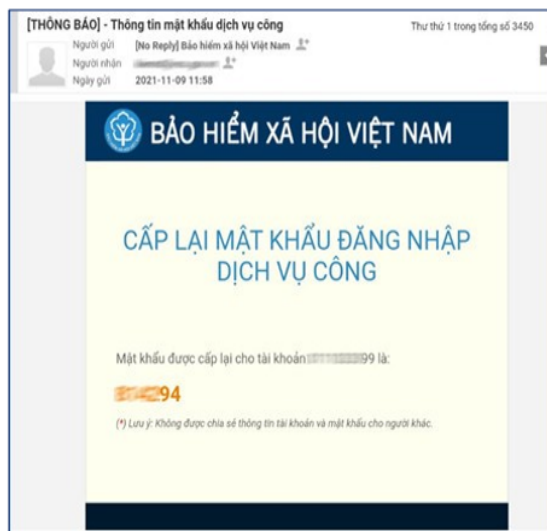 [THÔNG BÁO] - Thông tin mật khẩu dịch vụ công
Thư thứ 1 trong tổng số 3450
Người gửi [No Reply] Bảo hiểm xã hội Việt Nam
Người nhận
Ngày gửi 2021-11-09 11:58
BẢO HIỂM XÃ HỘI VIỆT NAM
CẤP LẠI MẬT KHẨU ĐĂNG NHẬP
DỊCH VỤ CÔNG
Mật khẩu được cấp lại cho tài khoản 99 là:
94
(*) Lưu ý: Không được chia sẻ thông tin tài khoản và mật khẩu cho người khác.